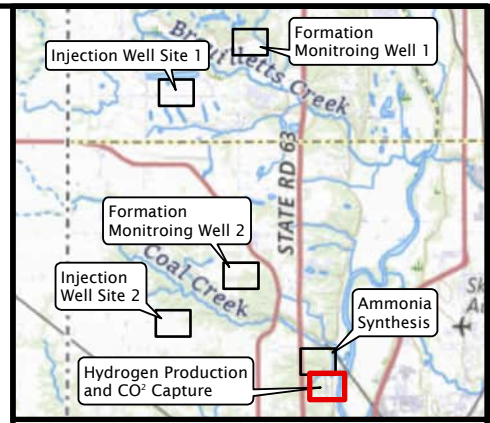 Formation
Monitroing Well 1
Injection Well Site 1
Brouilletts
Creek
STATE RD 63
Formation
Monitroing Well 2
Coal Creek
Injection
Well Site 2
Ammonia
Synthesis
Hydrogen Production
and CO² Capture